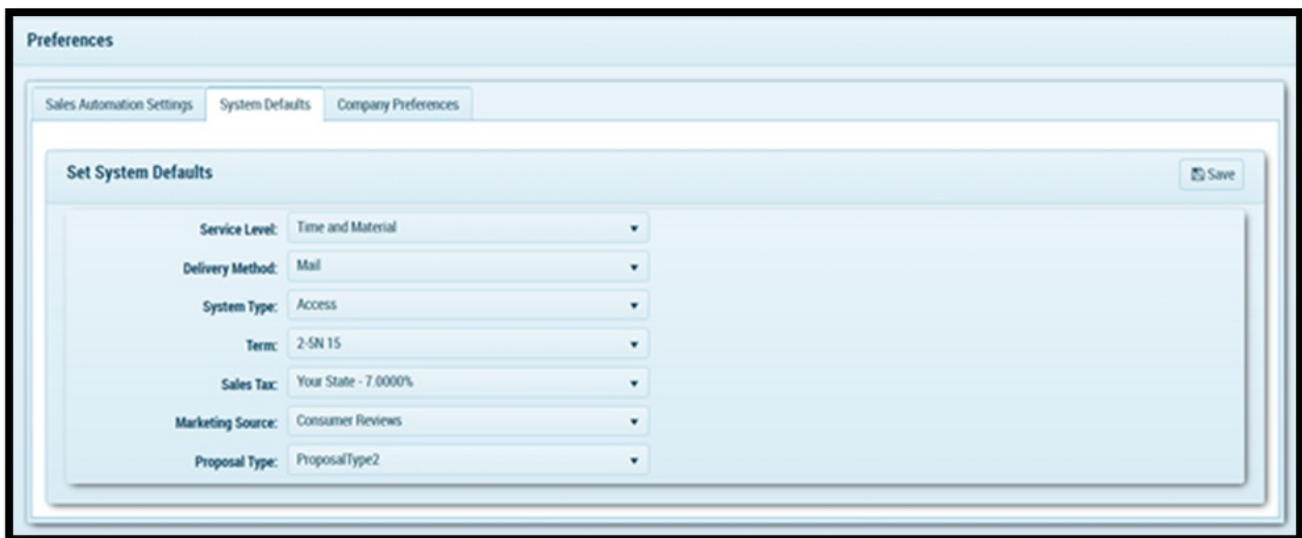 Preferences
Sales Automation Settings System Defaults Company Preferences
Set System Defaults Save
Service Level: Time and Material
Delivery Method: Mail
System Type: Access
Term: 2-5N 15
Sales Tax: Your State - 7.0000%
Marketing Source: Consumer Reviews
Proposal Type: ProposalType2